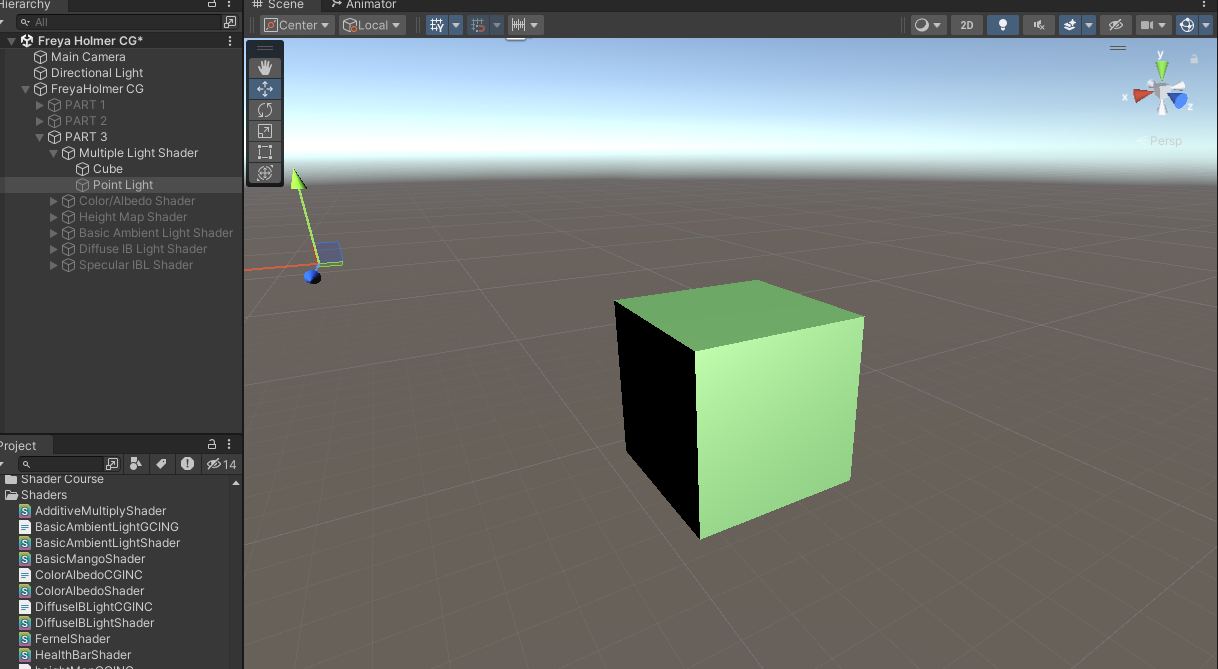 Hierarchy
Scene
Animator
All
Center
Local
2D
Freya Holmer CG*
Main Camera
Directional Light
FreyaHolmer CG
PART 1
PART 2
PART 3
Multiple Light Shader
Cube
Point Light
Color/Albedo Shader
Height Map Shader
Basic Ambient Light Shader
Diffuse IB Light Shader
Specular IBL Shader
y
x
z
Persp
Project
14
Shader Course
Shaders
AdditiveMultiplyShader
BasicAmbientLightGCING
BasicAmbientLightShader
BasicMangoShader
ColorAlbedoCGINC
ColorAlbedoShader
DiffuseIBLightCGINC
DiffuseIBLightShader
FernelShader
HealthBarShader